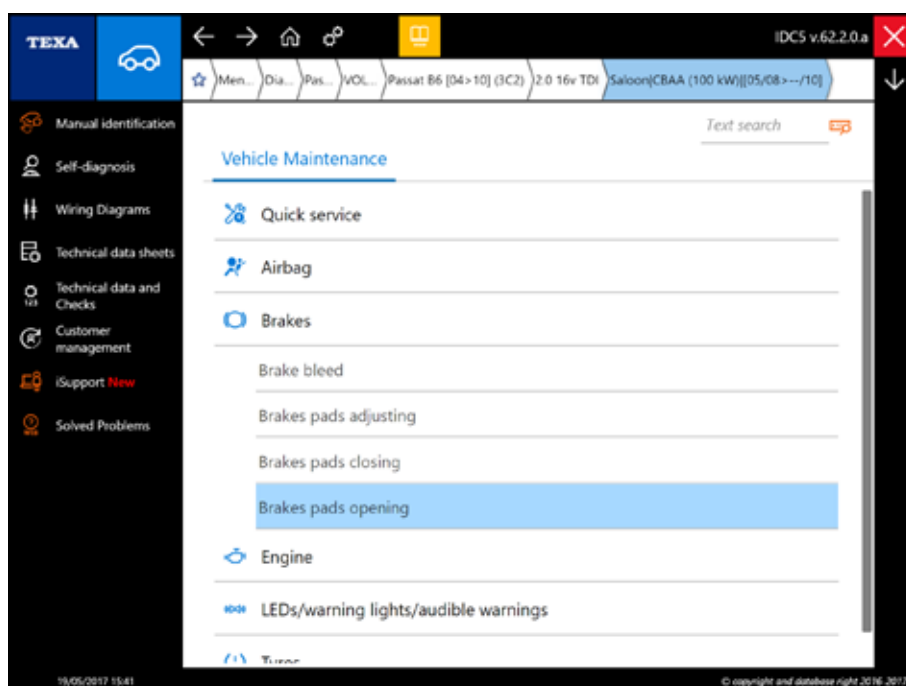 TEXA
IDC5 v.62.2.0.a
Men...
Dia...
Pas...
VOL...
Passat B6 [04>10] (3C2)
2.0 16v TDI
Saloon|CBAA (100 kW)|[05/08>--/10]
Manual identification
Self-diagnosis
Wiring Diagrams
Technical data sheets
Technical data and
Checks
Customer
management
iSupport New
Solved Problems
Text search
Vehicle Maintenance
Quick service
Airbag
Brakes
Brake bleed
Brakes pads adjusting
Brakes pads closing
Brakes pads opening
Engine
LEDs/warning lights/audible warnings
Tyres
19/05/2017 15:41
© copyright and database right 2016-2017